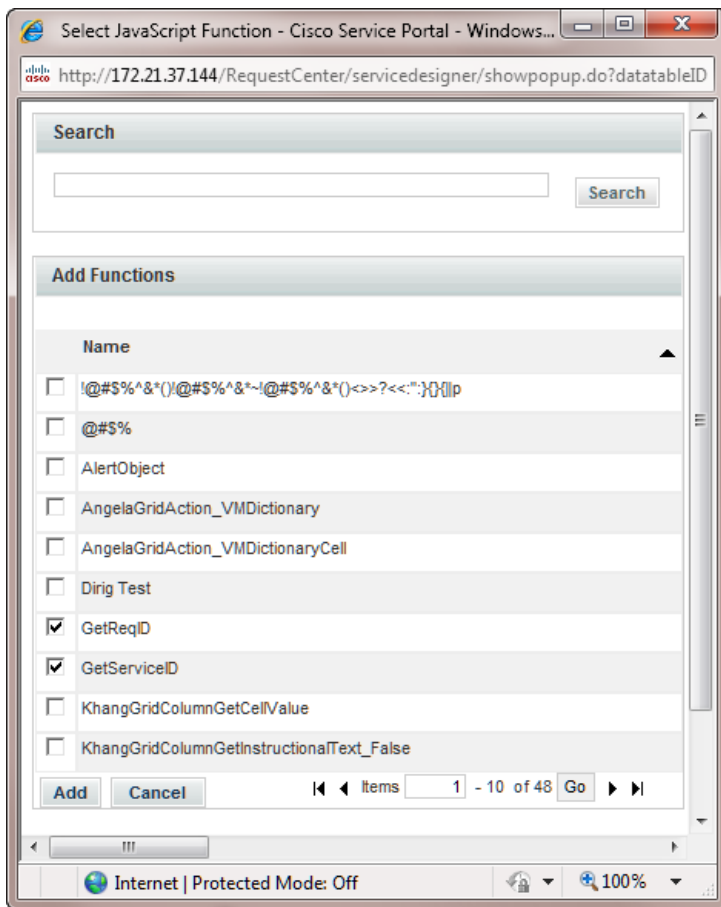 Select JavaScript Function - Cisco Service Portal - Windows...
cisco http://172.21.37.144/RequestCenter/servicedesigner/showpopup.do?datatableID
Search
Search
Add Functions
Name
!@#$%^&*()!@#$%^&*~!@#$%^&*()<>>?<<:":}{}{||p
@#$%
AlertObject
AngelaGridAction_VMDictionary
AngelaGridAction_VMDictionaryCell
Dirig Test
GetReqID
GetServiceID
KhangGridColumnGetCellValue
KhangGridColumnGetInstructionalText_False
Add Cancel Items 1 - 10 of 48 Go
Internet | Protected Mode: Off 100%